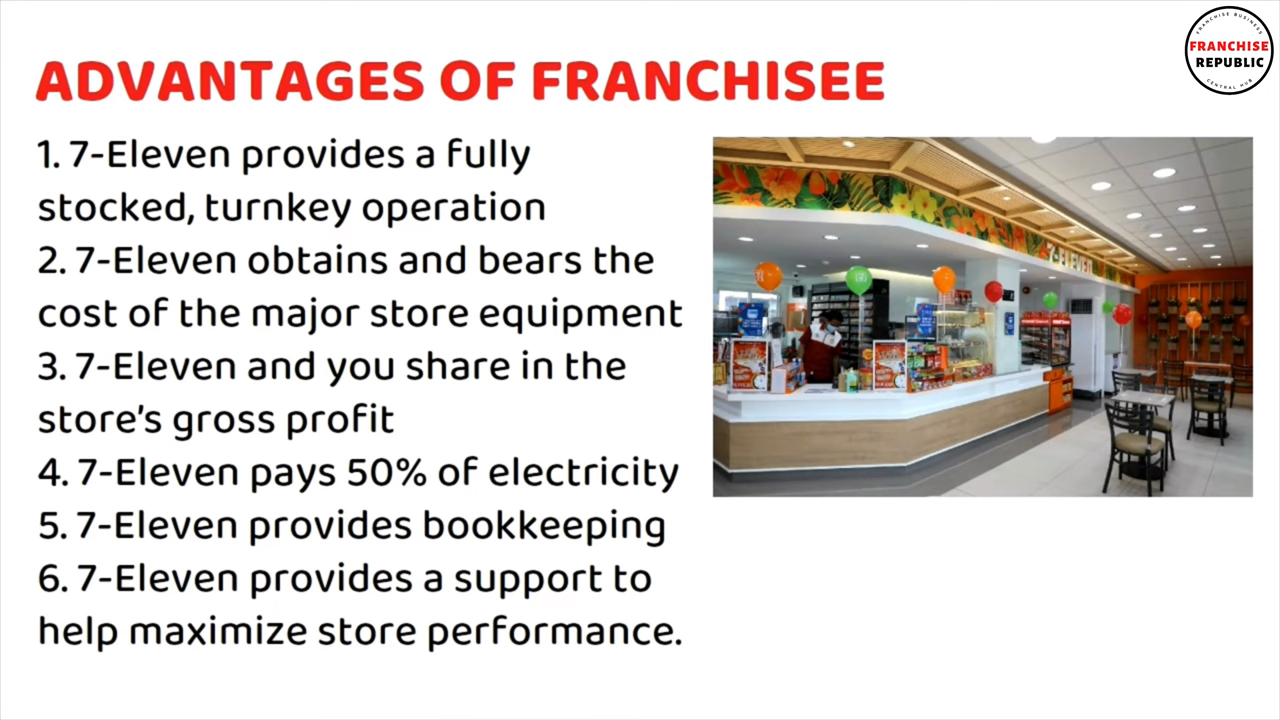 FRANCHISE BUSINESS
FRANCHISE
REPUBLIC
CENTRAL HUB
ADVANTAGES OF FRANCHISEE
1. 7-Eleven provides a fully
stocked, turnkey operation
2. 7-Eleven obtains and bears the
cost of the major store equipment
3. 7-Eleven and you share in the
store's gross profit
4. 7-Eleven pays 50% of electricity
5. 7-Eleven provides bookkeeping
6. 7-Eleven provides a support to
help maximize store performance.